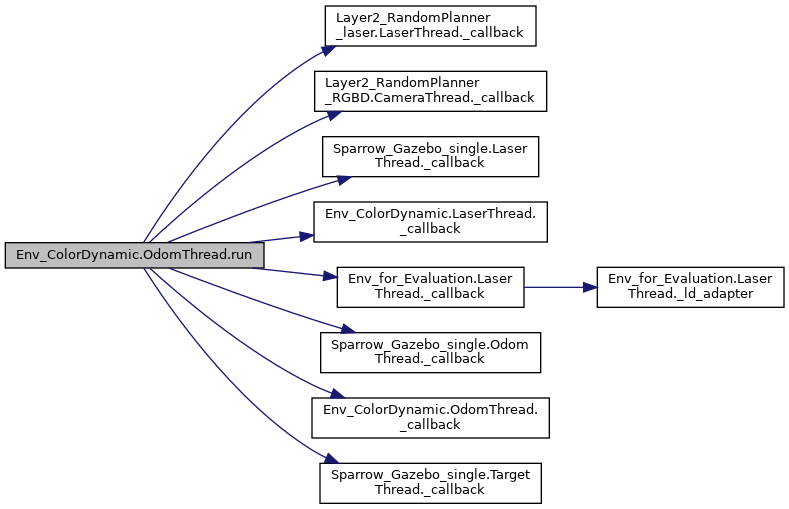 Layer2_RandomPlanner
_laser.LaserThread._callback
Layer2_RandomPlanner
_RGBD.CameraThread._callback
Sparrow_Gazebo_single.Laser
Thread._callback
Env_ColorDynamic.LaserThread.
_callback
Env_ColorDynamic.OdomThread.run
Env_for_Evaluation.Laser
Thread._callback
Env_for_Evaluation.Laser
Thread._ld_adapter
Sparrow_Gazebo_single.Odom
Thread._callback
Env_ColorDynamic.OdomThread.
_callback
Sparrow_Gazebo_single.Target
Thread._callback